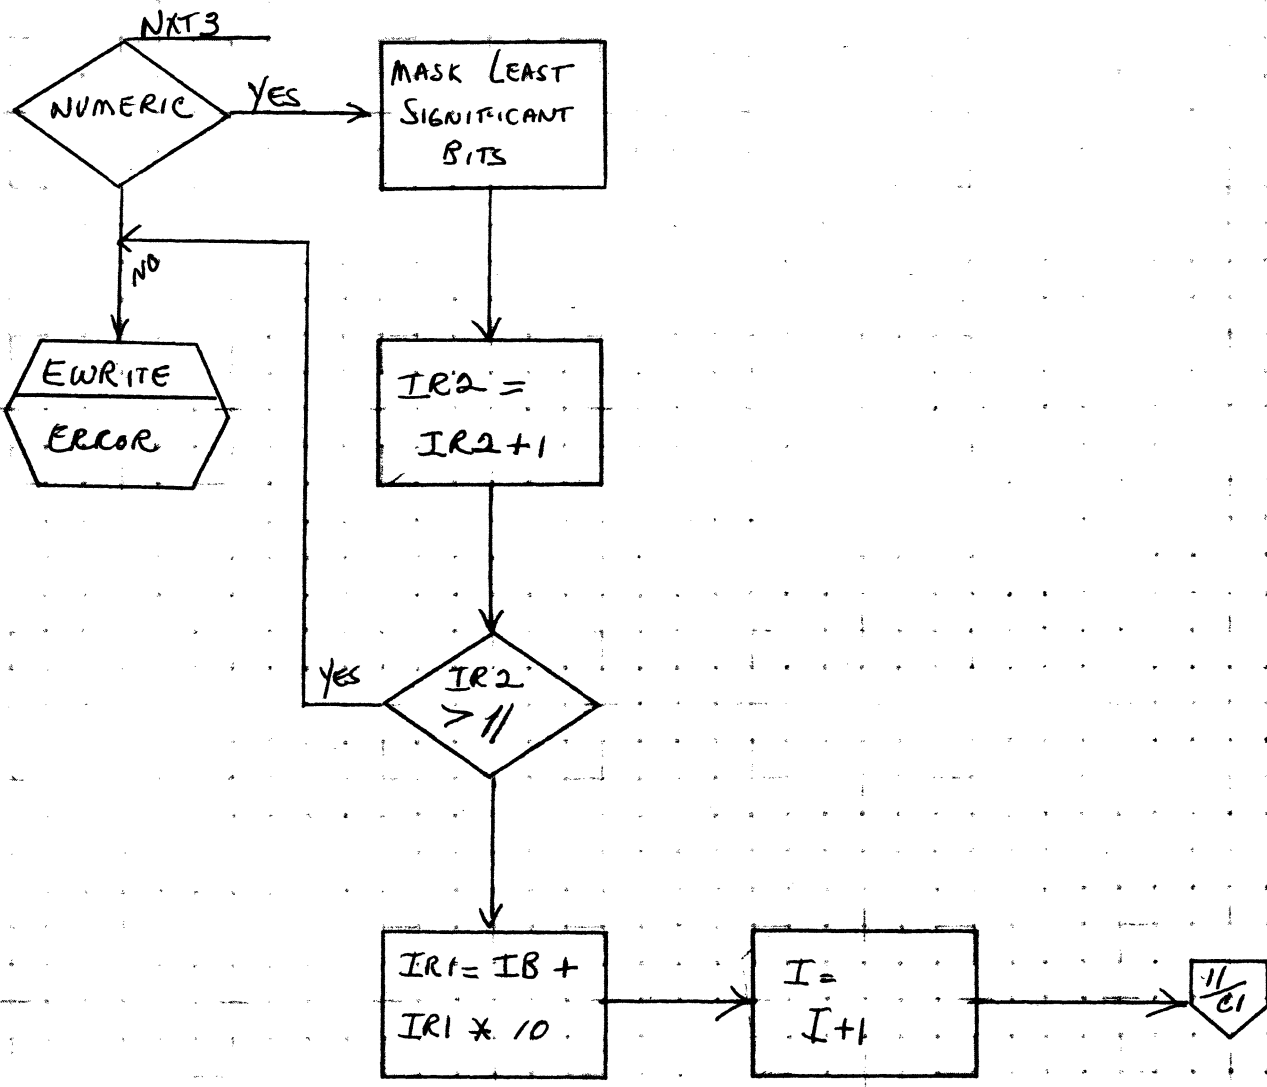 NXT3
NUMERIC
YES
MASK LEAST
SIGNIFICANT
BITS
NO
EWRITE
ERROR
IR2 =
IR2+1
YES
IR2
> 11
IR1= IB +
IR1 * 10
I=
I+1
11/C1